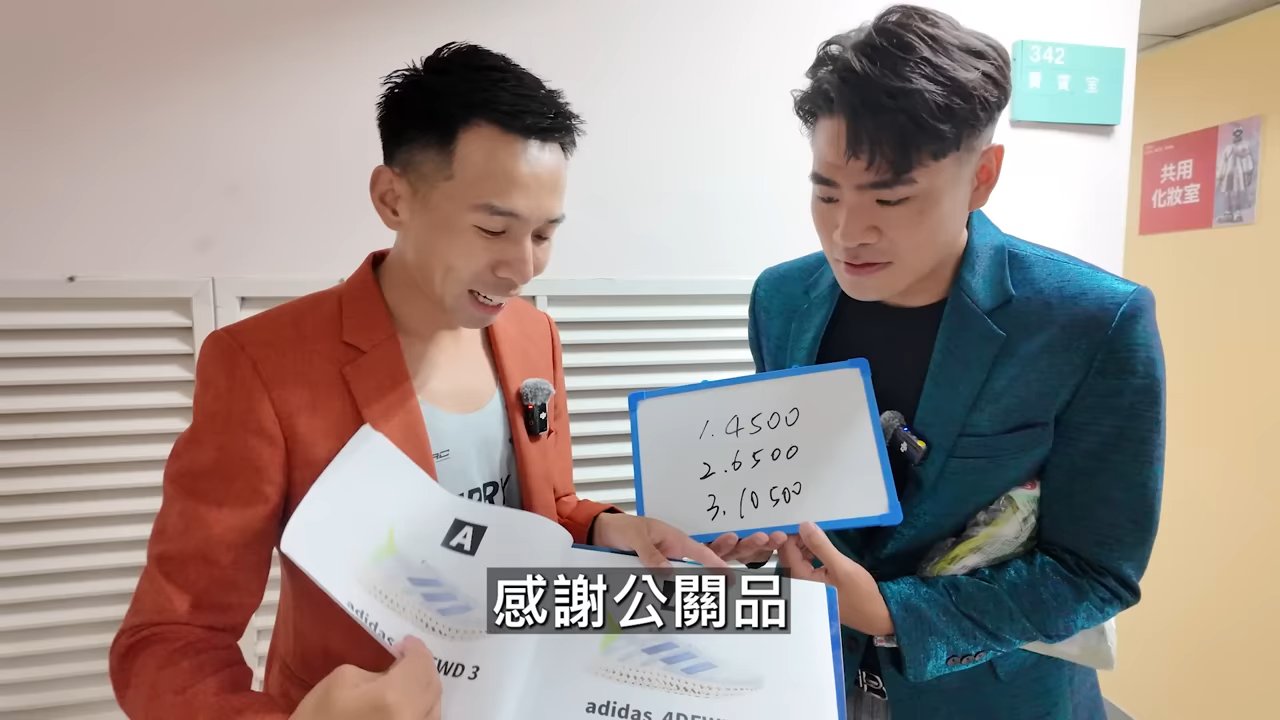 342
貴賓室
共用
化妝室
1. 4500
2. 6500
3. 10500
A
adidas
FWD 3
adidas 4DFW
感謝公關品